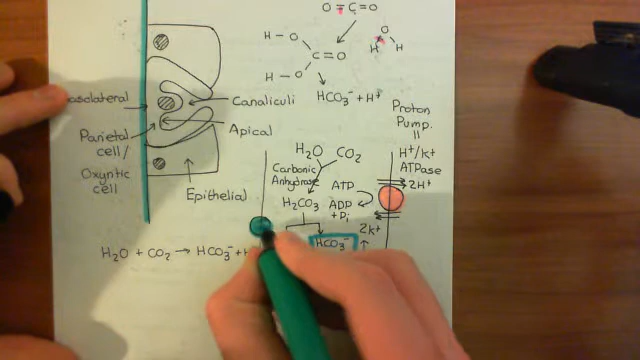 O=C=O
H-O
O
H H
C=O
H-O
HCO3⁻ + H⁺
Basolateral
Canaliculi
Proton
Pump
=
Parietal
cell/
Oxyntic
cell
Apical
H2O CO2
H⁺/K⁺
ATPase
Carbonic
Anhydrase
ATP
2H⁺
Epithelial
H2CO3
ADP
+ Pi
2K⁺
HCO3⁻
H2O + CO2 → HCO3⁻ + H